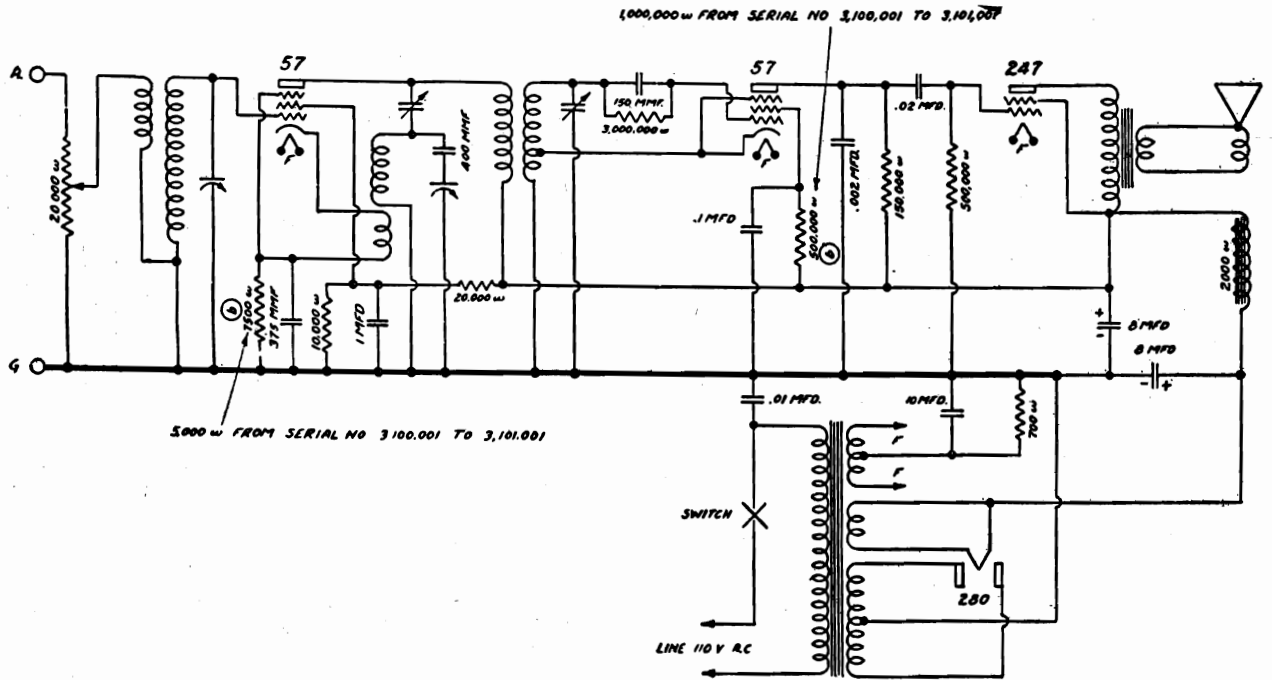 1,000,000 ω FROM SERIAL NO 3,100,001 TO 3,101,007
A
57
57
247
150 MMF.
3,000,000 ω
.02 MFD.
F
F
F
400 MMF
20,000 ω
.1 MFD
500,000 ω
b
.002 MFD.
150,000 ω
500,000 ω
2000 ω
b
7500 ω
375 MMF
10,000 ω
1 MFD
20,000 ω
+
-
8 MFD
8 MFD
- +
G
.01 MFD.
10 MFD.
700 ω
5,000 ω FROM SERIAL NO 3 100.001 TO 3,101.001
F
F
SWITCH
280
LINE 110 V A.C